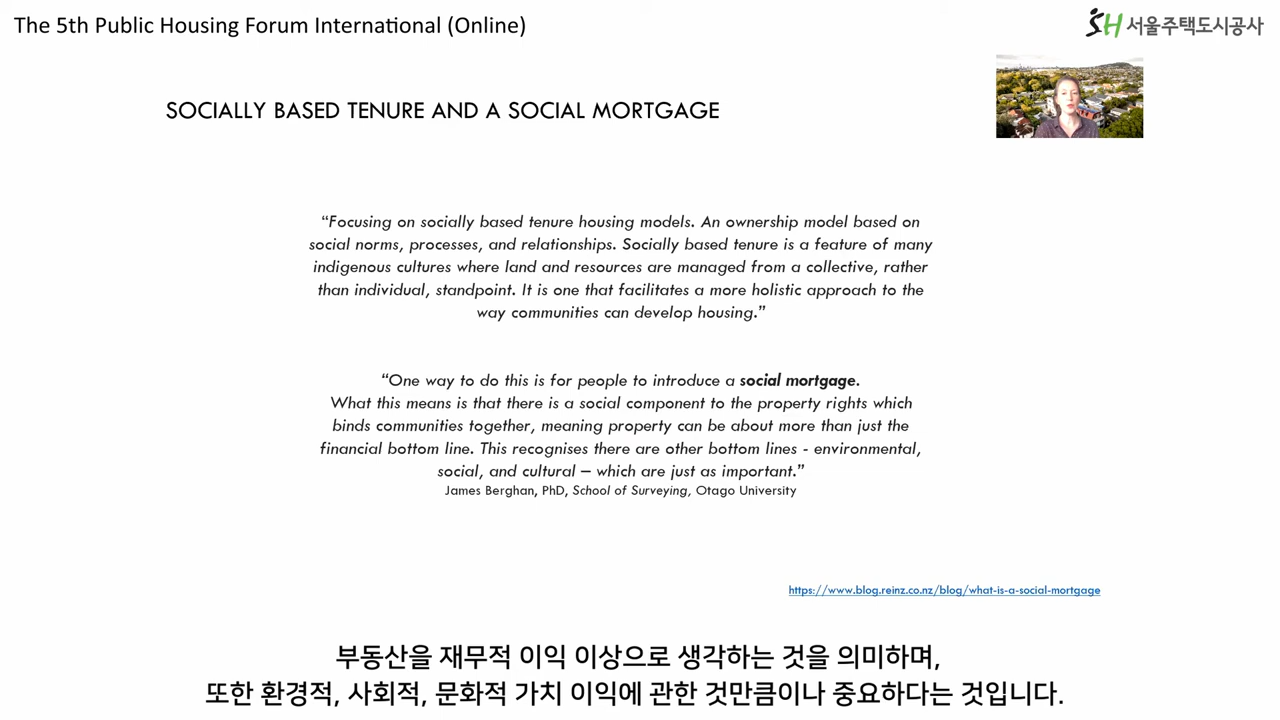 The 5th Public Housing Forum International (Online)
SH 서울주택도시공사
SOCIALLY BASED TENURE AND A SOCIAL MORTGAGE
“Focusing on socially based tenure housing models. An ownership model based on
social norms, processes, and relationships. Socially based tenure is a feature of many
indigenous cultures where land and resources are managed from a collective, rather
than individual, standpoint. It is one that facilitates a more holistic approach to the
way communities can develop housing.”
“One way to do this is for people to introduce a social mortgage.
What this means is that there is a social component to the property rights which
binds communities together, meaning property can be about more than just the
financial bottom line. This recognises there are other bottom lines - environmental,
social, and cultural – which are just as important.”
James Berghan, PhD, School of Surveying, Otago University
https://www.blog.reinz.co.nz/blog/what-is-a-social-mortgage
부동산을 재무적 이익 이상으로 생각하는 것을 의미하며,
또한 환경적, 사회적, 문화적 가치 이익에 관한 것만큼이나 중요하다는 것입니다.